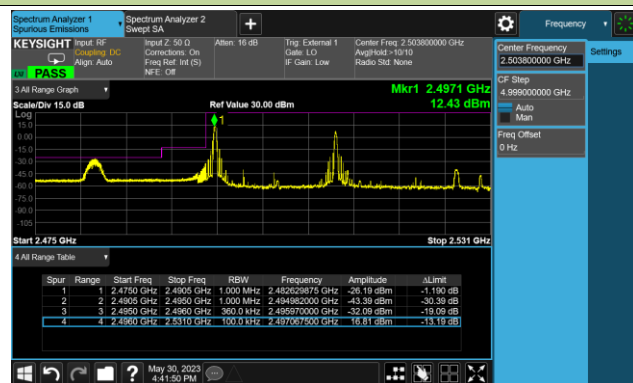 Spectrum Analyzer 1
Spurious Emissions
Spectrum Analyzer 2
Swept SA
Frequency
KEYSIGHT
Input: RF
Coupling: DC
Align: Auto
Input Z: 50 Ω
Corrections: On
Freq Ref: Int (S)
NFE: Off
Atten: 16 dB
Trig: External 1
Gate: LO
IF Gain: Low
Center Freq: 2.503800000 GHz
Avg|Hold:>10/10
Radio Std: None
PASS
Center Frequency
2.503800000 GHz
Settings
CF Step
4.999000000 GHz
Auto
Man
Freq Offset
0 Hz
3 All Range Graph
Mkr1 2.4971 GHz
Scale/Div 15.0 dB
Ref Value 30.00 dBm
12.43 dBm
Log
15.0
0.00
-15.0
-30.0
-45.0
-60.0
-75.0
-90.0
-105
1
Start 2.475 GHz
Stop 2.531 GHz
4 All Range Table
Spur Range Start Freq Stop Freq RBW Frequency Amplitude ΔLimit
1 1 2.4750 GHz 2.4905 GHz 1.000 MHz 2.482629875 GHz -26.19 dBm -1.190 dB
2 2 2.4905 GHz 2.4950 GHz 1.000 MHz 2.494982000 GHz -43.39 dBm -30.39 dB
3 3 2.4950 GHz 2.4960 GHz 360.0 kHz 2.495970000 GHz -32.09 dBm -19.09 dB
4 4 2.4960 GHz 2.5310 GHz 100.0 kHz 2.497067500 GHz 16.81 dBm -13.19 dB
May 30, 2023
4:41:50 PM